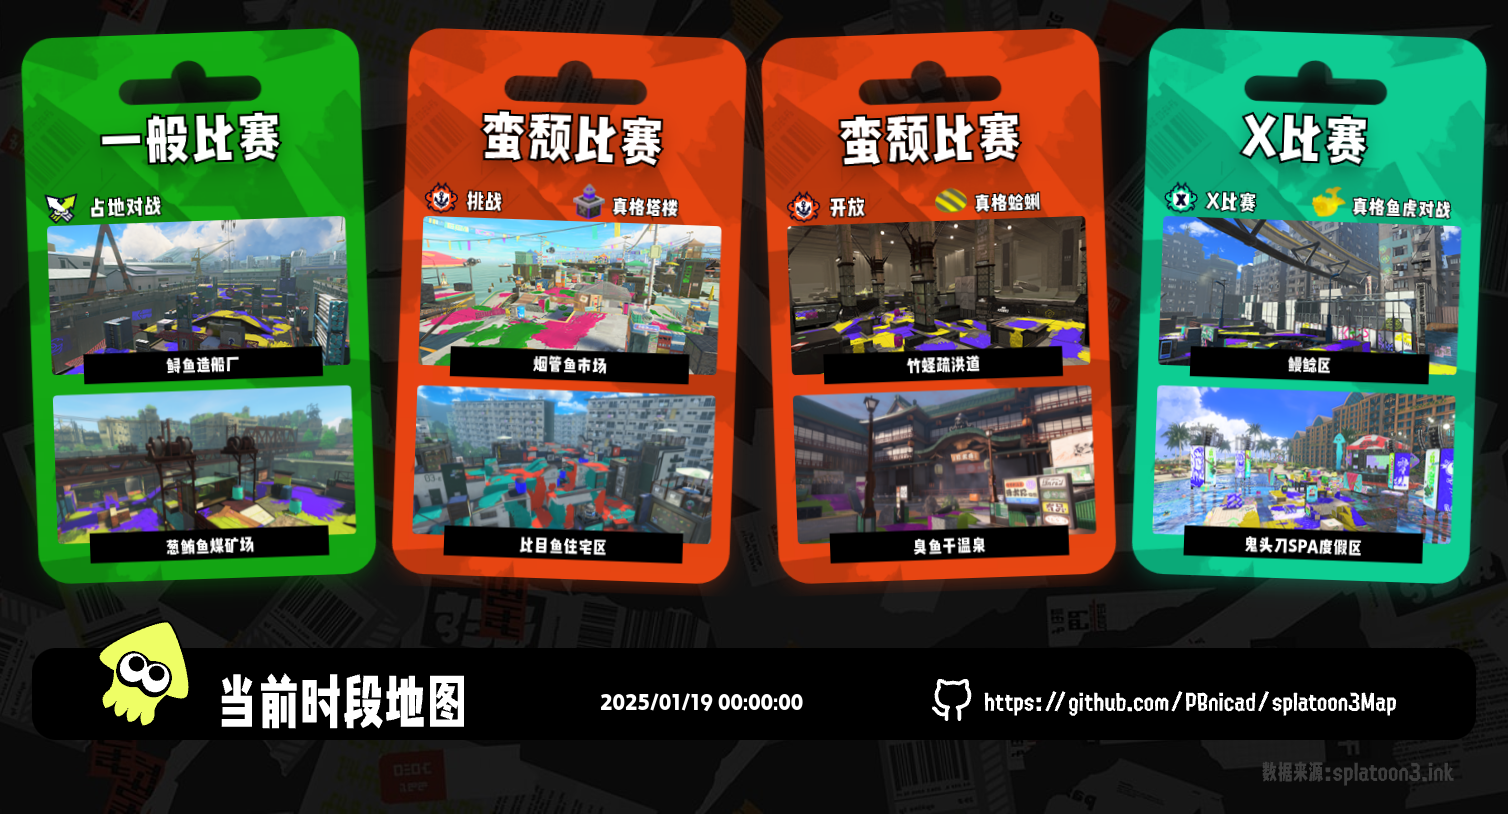 一般比赛
占地对战
鲟鱼造船厂
葱鲔鱼煤矿场
蛮颓比赛
挑战
真格塔楼
烟管鱼市场
比目鱼住宅区
蛮颓比赛
开放
真格蛤蜊
竹蛏疏洪道
臭鱼干温泉
X比赛
X比赛
真格鱼虎对战
鳗鲶区
鬼头刀SPA度假区
当前时段地图
2025/01/19 00:00:00
https://github.com/PBnicad/splatoon3Map
数据来源:splatoon3.ink